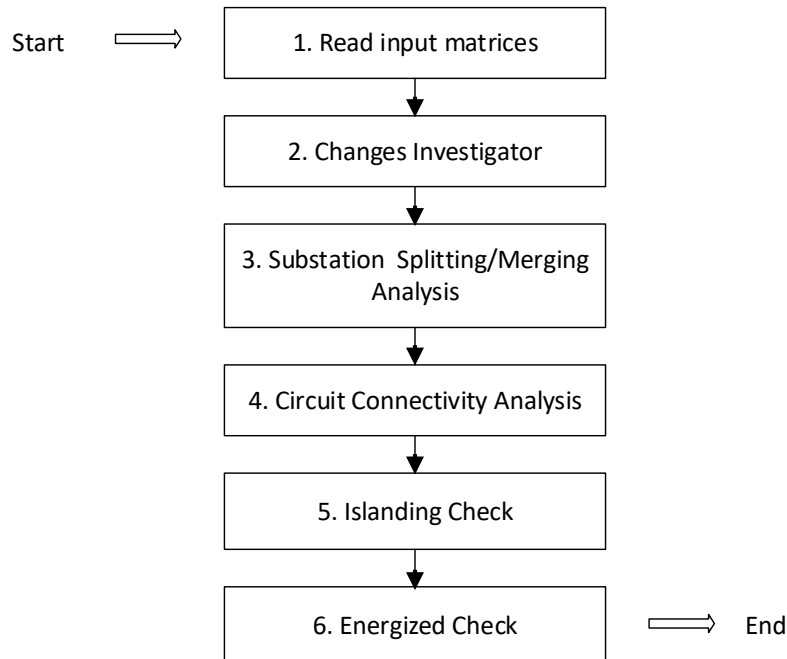 Start
1. Read input matrices
2. Changes Investigator
3. Substation  Splitting/Merging
Analysis
4. Circuit Connectivity Analysis
5. Islanding Check
6. Energized Check
End